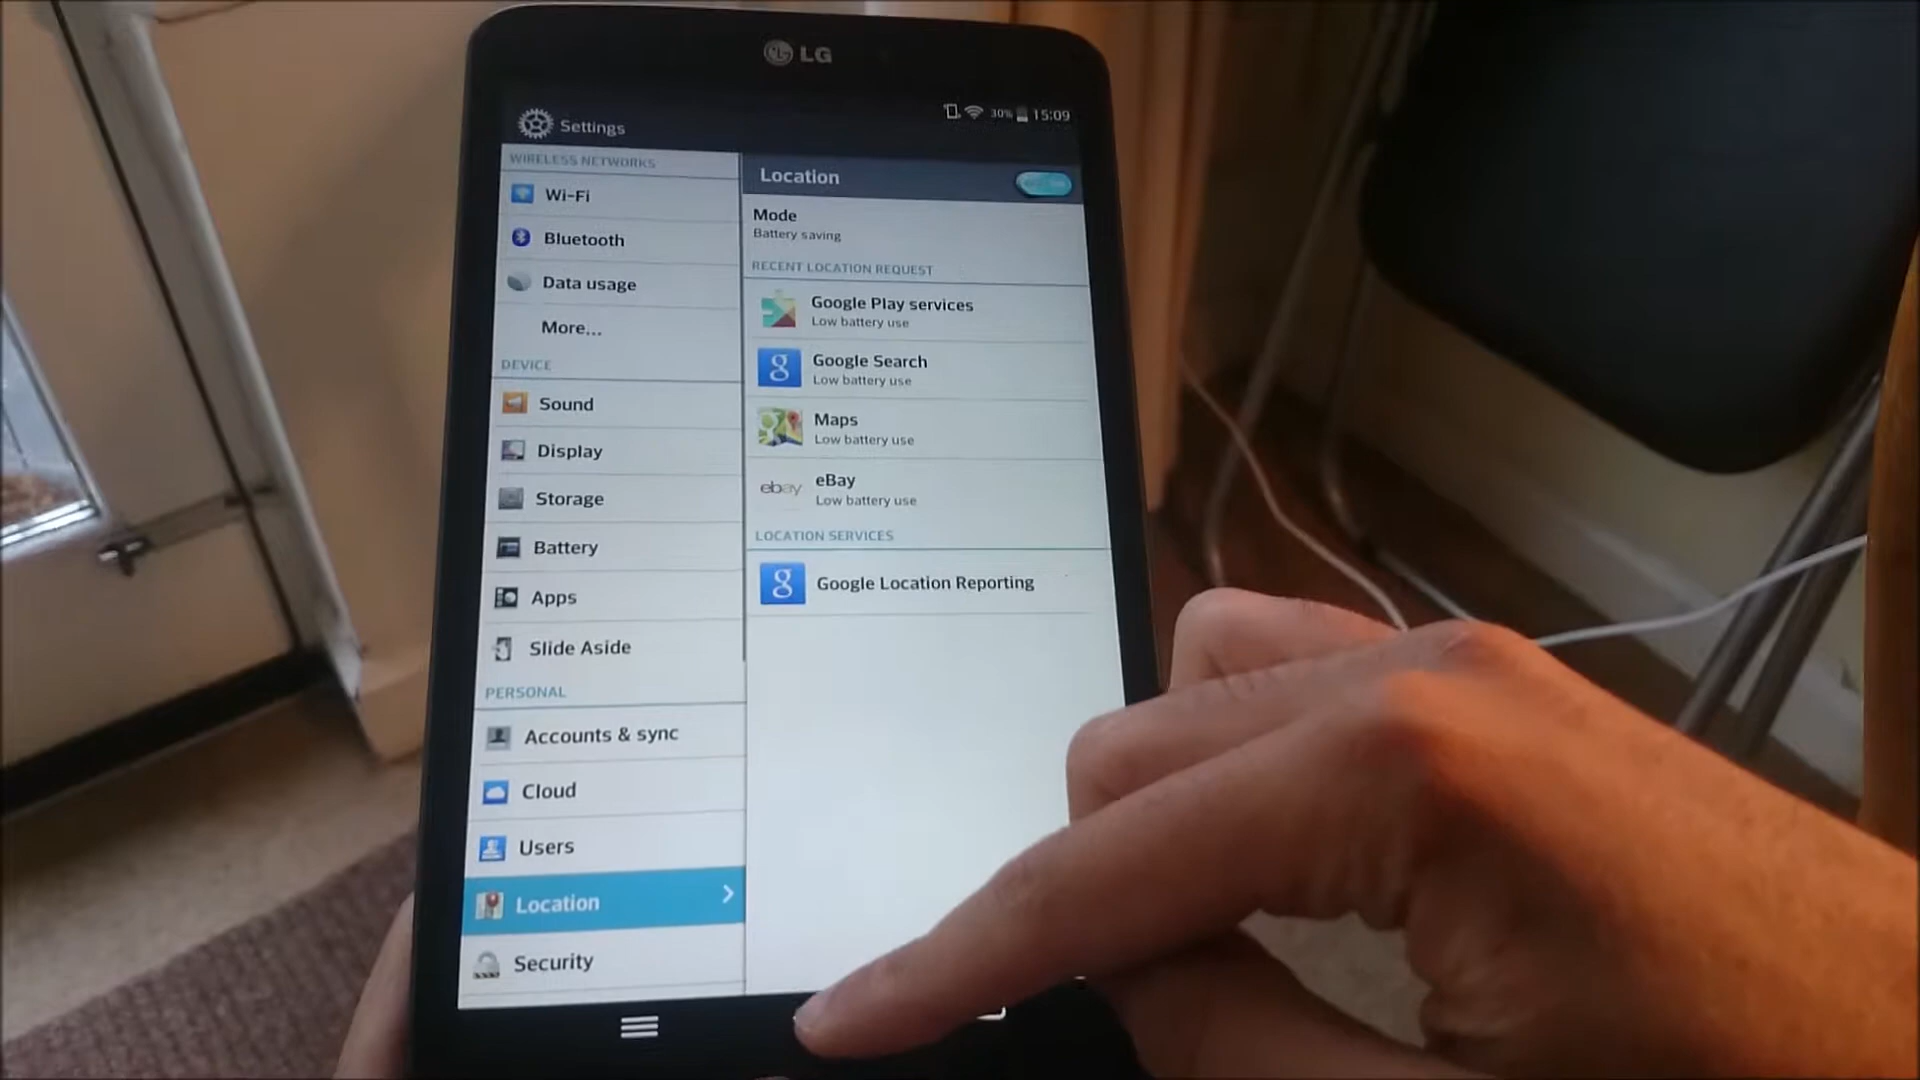 LG
Settings
30% 15:09
WIRELESS NETWORKS
Wi-Fi
Bluetooth
Data usage
More...
DEVICE
Sound
Display
Storage
Battery
Apps
Slide Aside
PERSONAL
Accounts & sync
Cloud
Users
Location
Security
Location
Mode
Battery saving
RECENT LOCATION REQUEST
Google Play services
Low battery use
g
Google Search
Low battery use
Maps
Low battery use
ebay
eBay
Low battery use
LOCATION SERVICES
g
Google Location Reporting